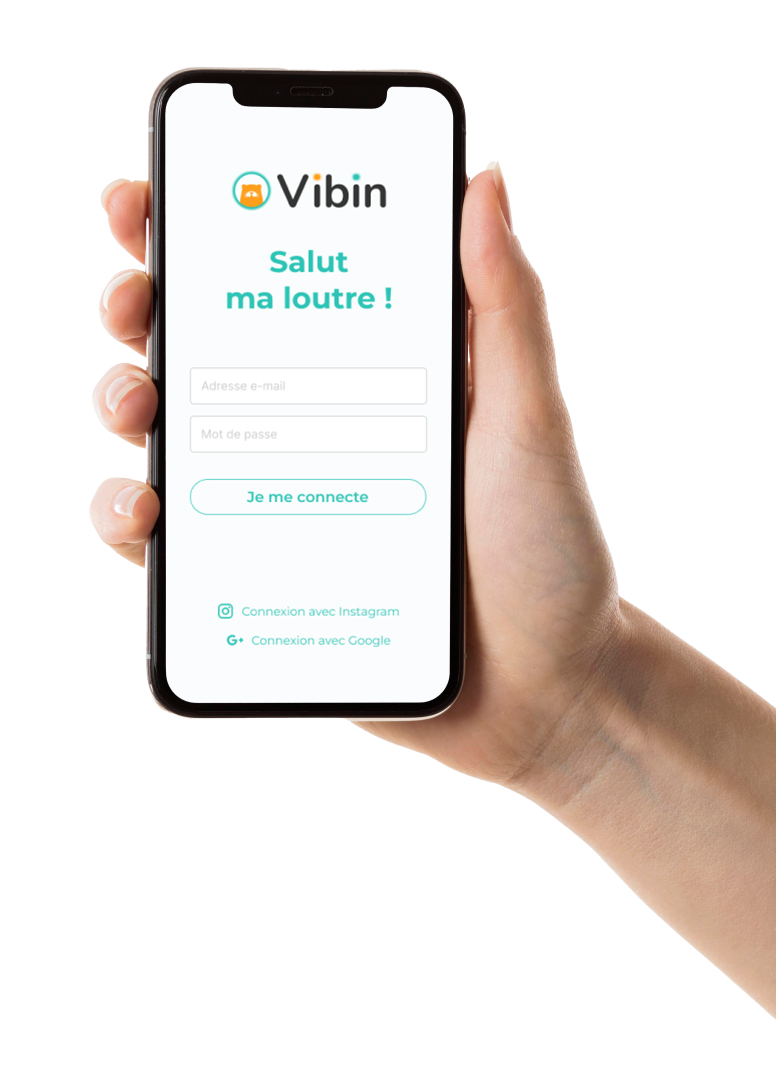 Vibin
Salut
ma loutre !
Adresse e-mail
Mot de passe
Je me connecte
Connexion avec Instagram
G+ Connexion avec Google